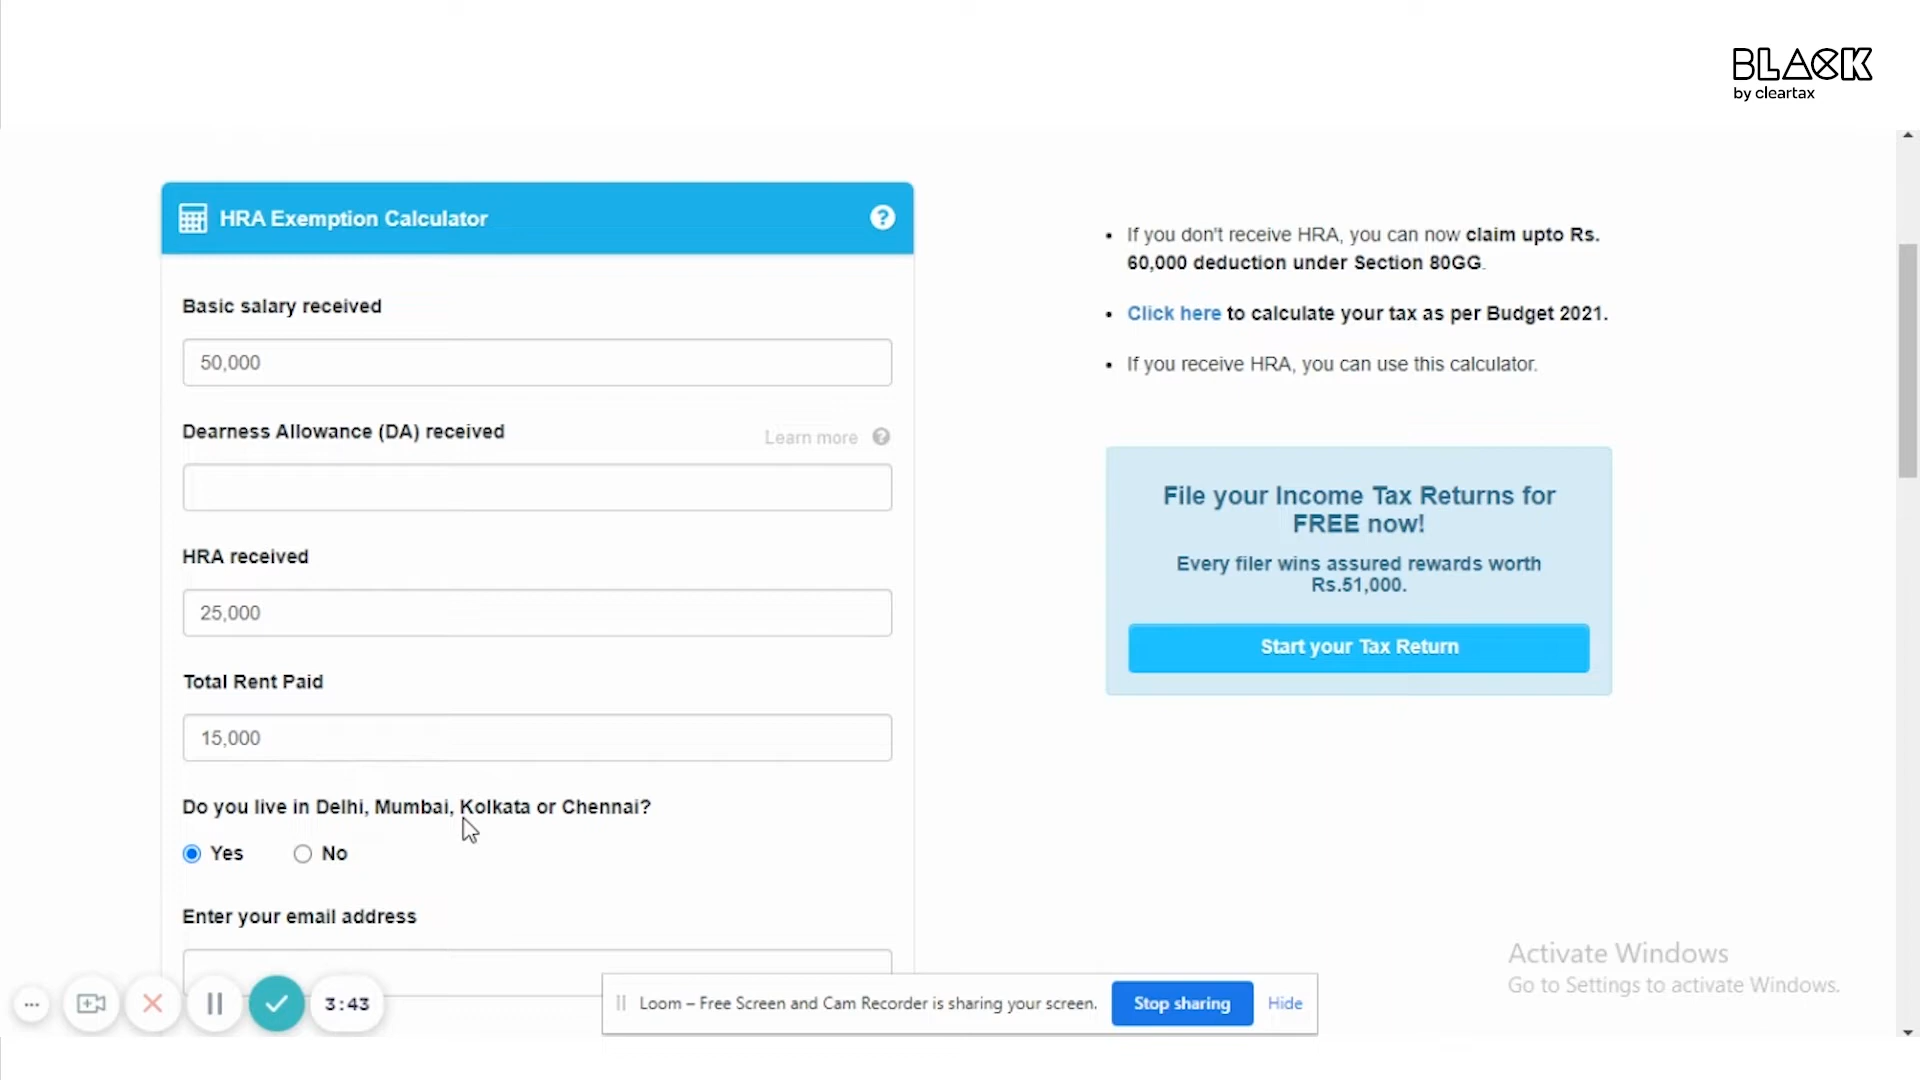 BLACK
by cleartax
HRA Exemption Calculator
?
Basic salary received
50,000
Dearness Allowance (DA) received
Learn more ?
HRA received
25,000
Total Rent Paid
15,000
Do you live in Delhi, Mumbai, Kolkata or Chennai?
Yes No
Enter your email address
• If you don't receive HRA, you can now claim upto Rs.
60,000 deduction under Section 80GG.
• Click here to calculate your tax as per Budget 2021.
• If you receive HRA, you can use this calculator.
File your Income Tax Returns for
FREE now!
Every filer wins assured rewards worth
Rs.51,000.
Start your Tax Return
Activate Windows
Go to Settings to activate Windows.
3:43
Loom – Free Screen and Cam Recorder is sharing your screen. Stop sharing Hide